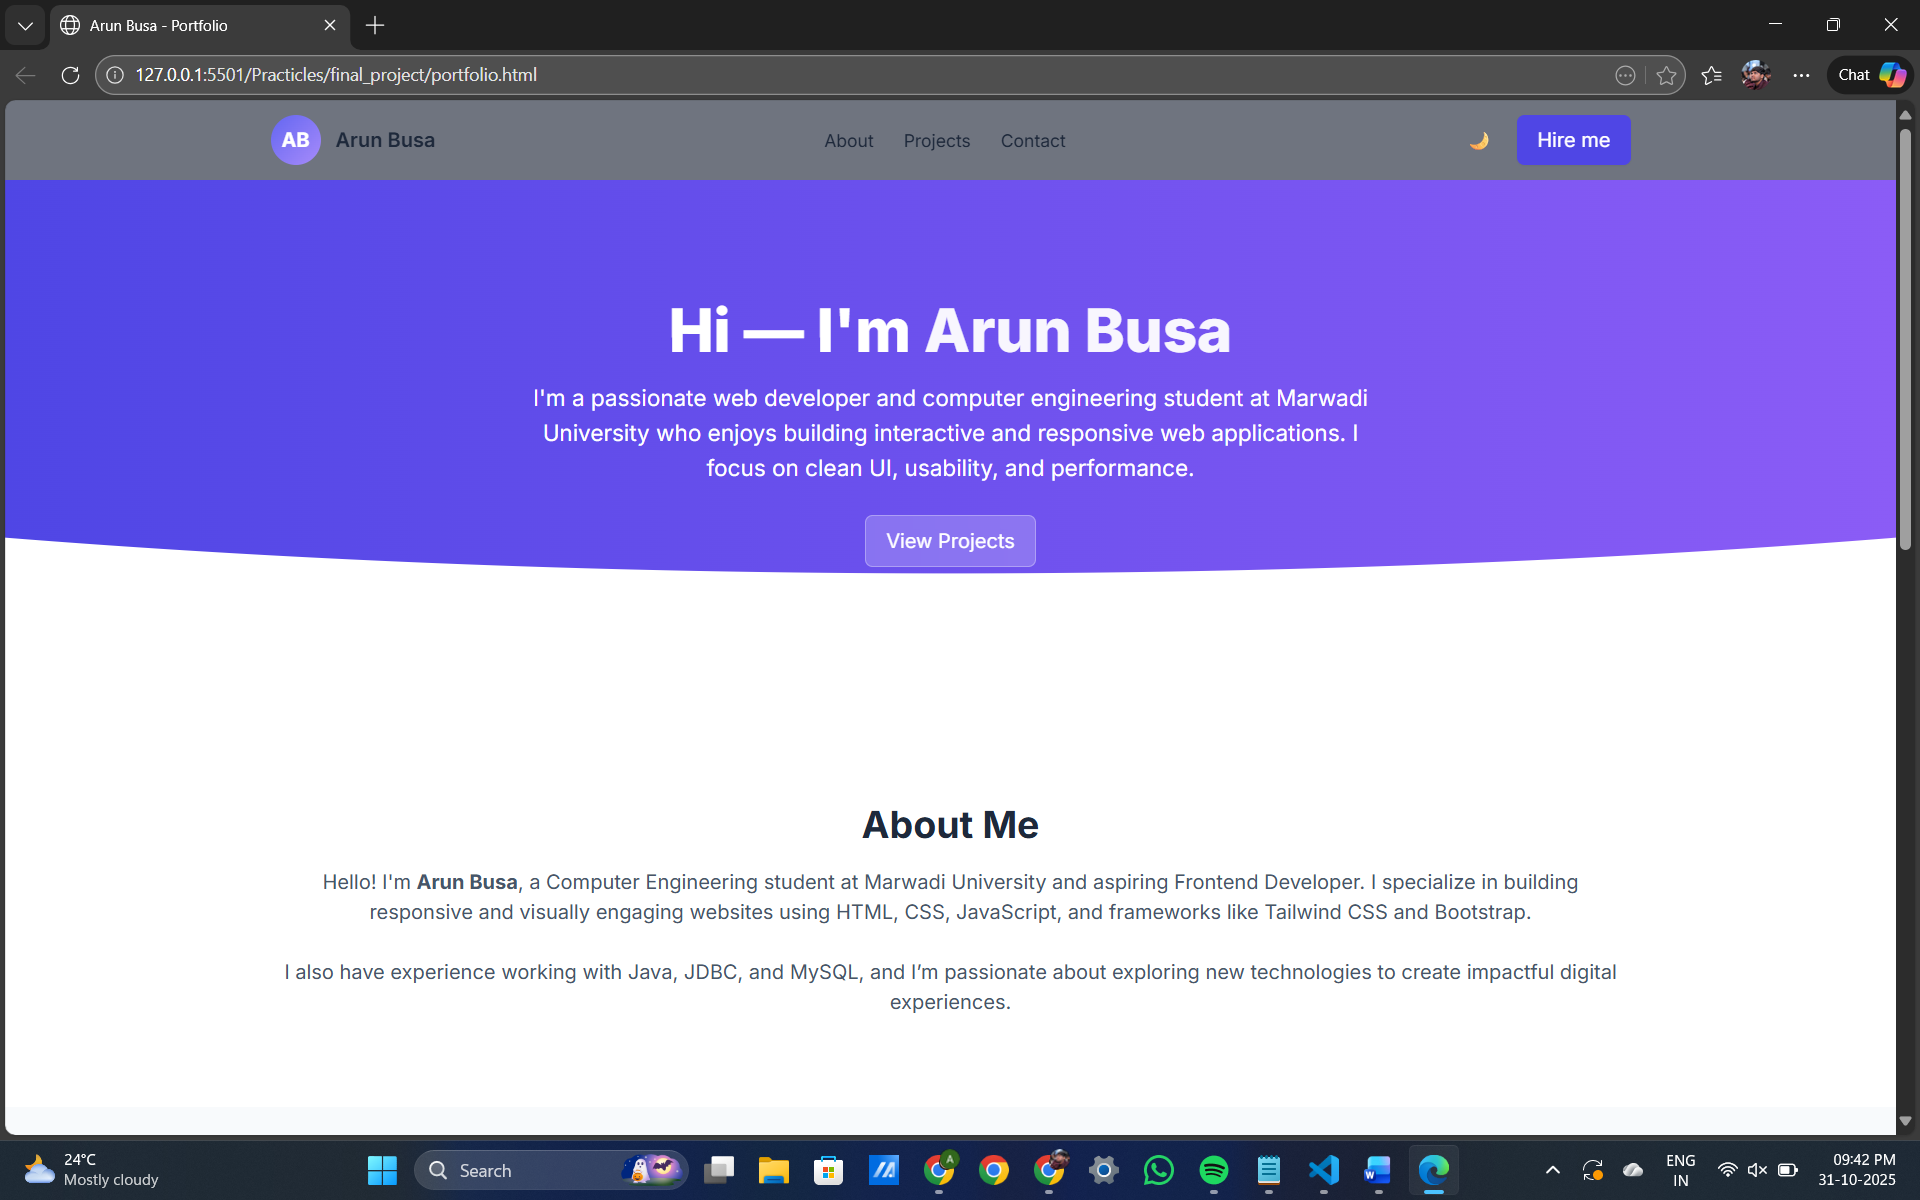 Arun Busa - Portfolio
127.0.0.1:5501/Practicles/final_project/portfolio.html
Chat
AB Arun Busa
About Projects Contact
Hire me
Hi — I'm Arun Busa
I'm a passionate web developer and computer engineering student at Marwadi
University who enjoys building interactive and responsive web applications. I
focus on clean UI, usability, and performance.
View Projects
About Me
Hello! I'm Arun Busa, a Computer Engineering student at Marwadi University and aspiring Frontend Developer. I specialize in building
responsive and visually engaging websites using HTML, CSS, JavaScript, and frameworks like Tailwind CSS and Bootstrap.
I also have experience working with Java, JDBC, and MySQL, and I’m passionate about exploring new technologies to create impactful digital
experiences.
24°C
Mostly cloudy
Search
A
W
ENG
IN
09:42 PM
31-10-2025